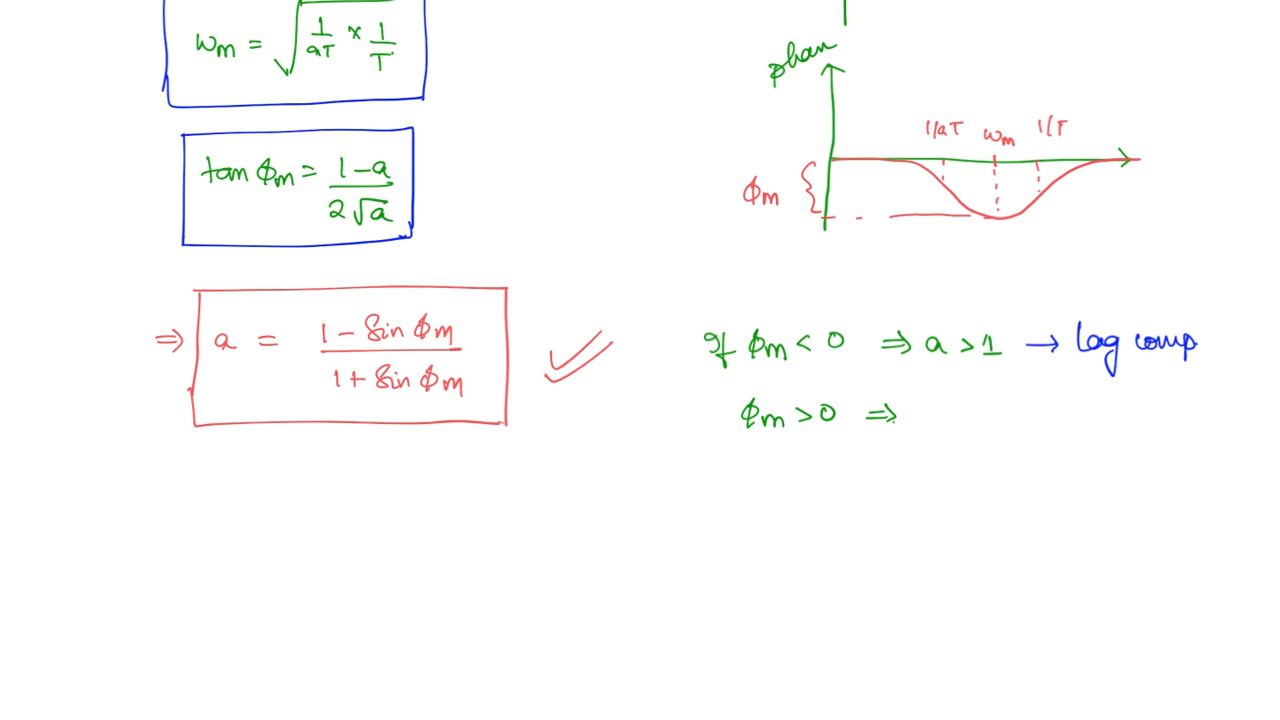 ωm = √(1/aT × 1/T)
tan ϕm = (1-a)/(2√a)
⇒ a = (1 - Sin ϕm)/(1 + Sin ϕm)
phase
1/aT ωm 1/T
ϕm
If ϕm < 0 ⇒ a > 1 → Lag comp
ϕm > 0 ⇒